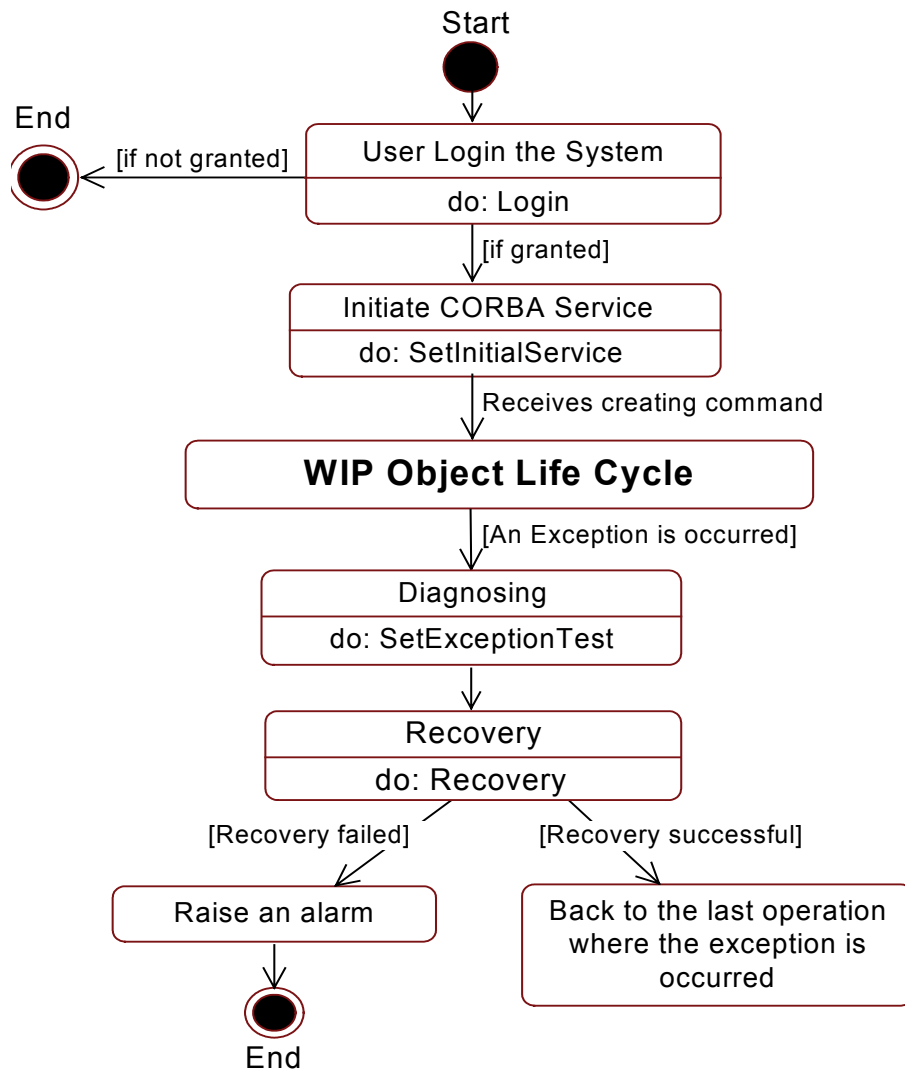 Start
End
[if not granted]
User Login the System
do: Login
[if granted]
Initiate CORBA Service
do: SetInitialService
Receives creating command
WIP Object Life Cycle
[An Exception is occurred]
Diagnosing
do: SetExceptionTest
Recovery
do: Recovery
[Recovery failed]
[Recovery successful]
Raise an alarm
Back to the last operation
where the exception is
occurred
End